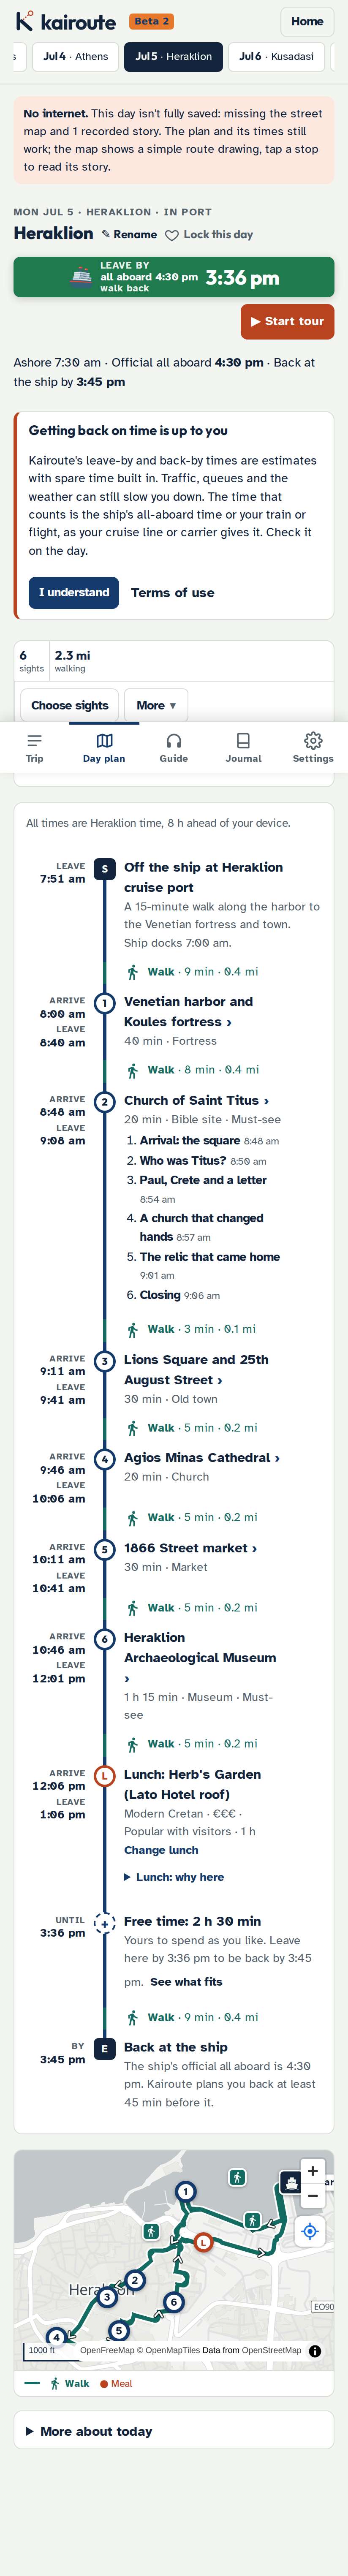 kairoute
Beta 2
Home
s
Jul 4 · Athens
Jul 5 · Heraklion
Jul 6 · Kusadasi
No internet. This day isn't fully saved: missing the street
map and 1 recorded story. The plan and its times still
work; the map shows a simple route drawing, tap a stop
to read its story.
MON JUL 5 · HERAKLION · IN PORT
Heraklion
✎ Rename
Lock this day
LEAVE BY
all aboard 4:30 pm
walk back
3:36 pm
▶ Start tour
Ashore 7:30 am · Official all aboard 4:30 pm · Back at
the ship by 3:45 pm
Getting back on time is up to you
Kairoute's leave-by and back-by times are estimates
with spare time built in. Traffic, queues and the
weather can still slow you down. The time that
counts is the ship's all-aboard time or your train or
flight, as your cruise line or carrier gives it. Check it
on the day.
I understand
Terms of use
6
sights
2.3 mi
walking
Choose sights
More ▾
Trip
Day plan
Guide
Journal
Settings
All times are Heraklion time, 8 h ahead of your device.
LEAVE
7:51 am
S
Off the ship at Heraklion
cruise port
A 15-minute walk along the harbor to
the Venetian fortress and town.
Ship docks 7:00 am.
Walk · 9 min · 0.4 mi
ARRIVE
8:00 am
LEAVE
8:40 am
1
Venetian harbor and
Koules fortress ›
40 min · Fortress
Walk · 8 min · 0.4 mi
ARRIVE
8:48 am
LEAVE
9:08 am
2
Church of Saint Titus ›
20 min · Bible site · Must-see
1. Arrival: the square 8:48 am
2. Who was Titus? 8:50 am
3. Paul, Crete and a letter
8:54 am
4. A church that changed
hands 8:57 am
5. The relic that came home
9:01 am
6. Closing 9:06 am
Walk · 3 min · 0.1 mi
ARRIVE
9:11 am
LEAVE
9:41 am
3
Lions Square and 25th
August Street ›
30 min · Old town
Walk · 5 min · 0.2 mi
ARRIVE
9:46 am
LEAVE
10:06 am
4
Agios Minas Cathedral ›
20 min · Church
Walk · 5 min · 0.2 mi
ARRIVE
10:11 am
LEAVE
10:41 am
5
1866 Street market ›
30 min · Market
Walk · 5 min · 0.2 mi
ARRIVE
10:46 am
LEAVE
12:01 pm
6
Heraklion
Archaeological Museum
›
1 h 15 min · Museum · Must-
see
Walk · 5 min · 0.2 mi
ARRIVE
12:06 pm
LEAVE
1:06 pm
L
Lunch: Herb's Garden
(Lato Hotel roof)
Modern Cretan · €€€ ·
Popular with visitors · 1 h
Change lunch
▶ Lunch: why here
UNTIL
3:36 pm
+
Free time: 2 h 30 min
Yours to spend as you like. Leave
here by 3:36 pm to be back by 3:45
pm. See what fits
Walk · 9 min · 0.4 mi
BY
3:45 pm
E
Back at the ship
The ship's official all aboard is 4:30
pm. Kairoute plans you back at least
45 min before it.
1
L
2
3
6
5
4
+
−
EO90
1000 ft
OpenFreeMap © OpenMapTiles Data from OpenStreetMap
Walk
Meal
▶ More about today